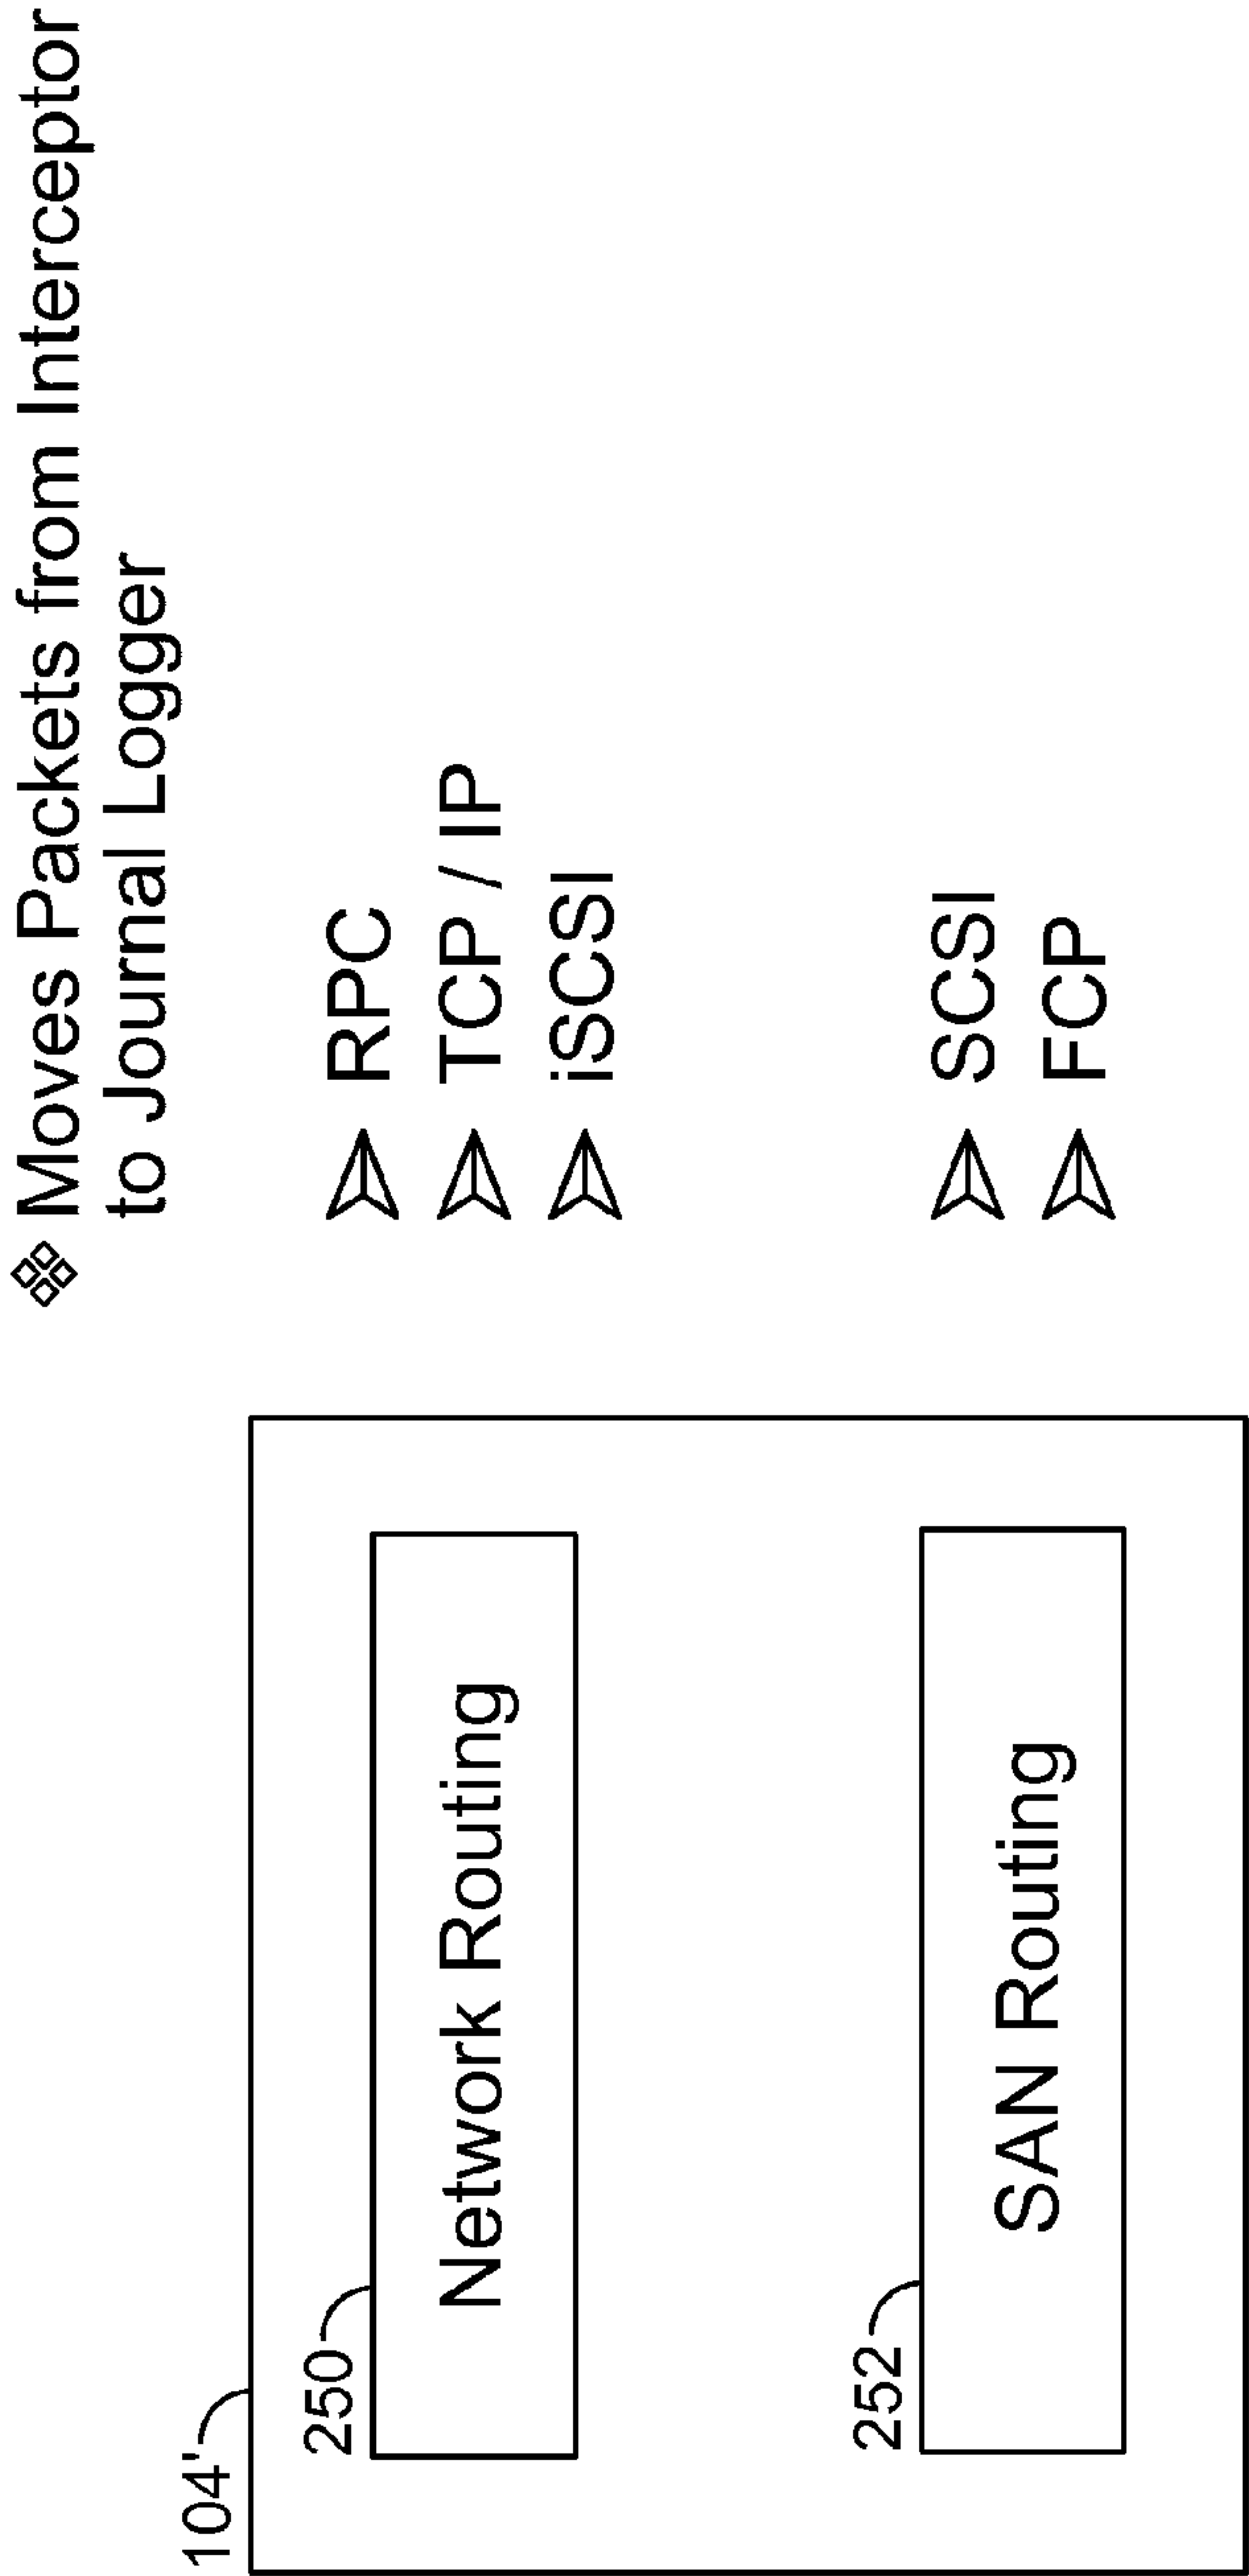 104'
250
Network Routing
252
SAN Routing
❖ Moves Packets from Interceptor
to Journal Logger
➢ RPC
➢ TCP / IP
➢ iSCSI
➢ SCSI
➢ FCP